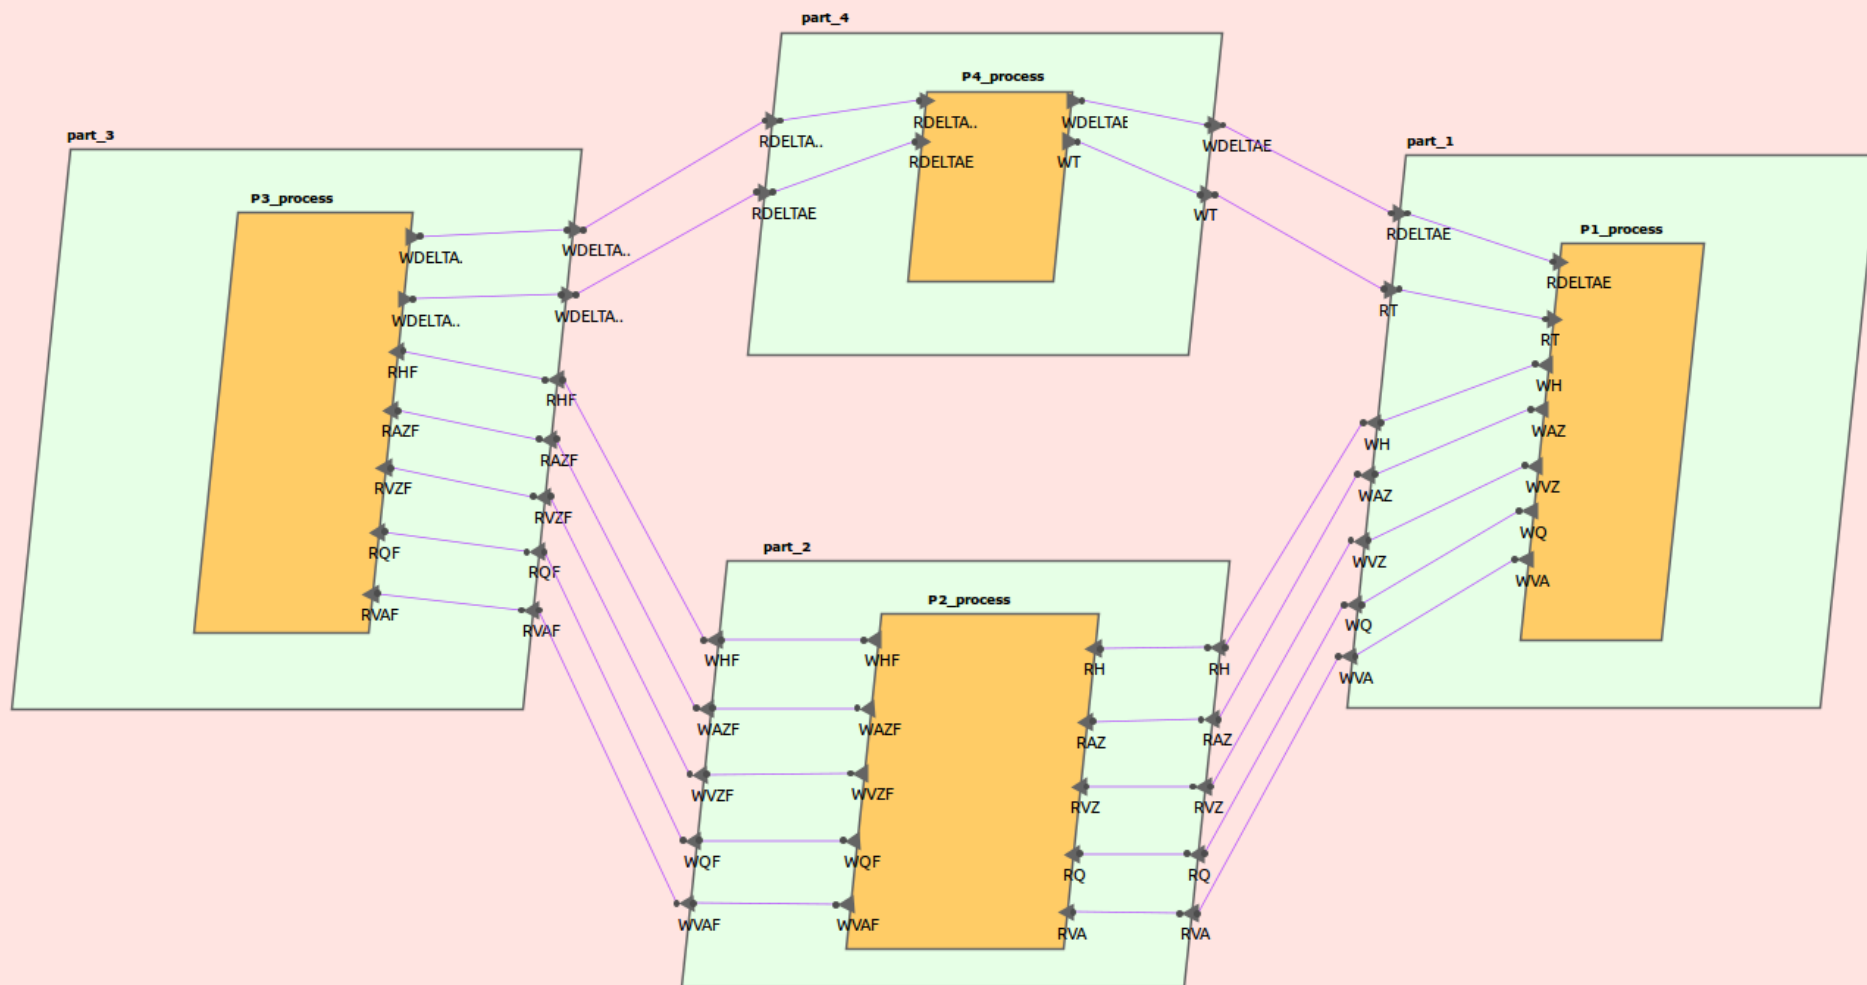 part_4
P4_process
RDELTA..
WDELTAE
RDELTAE
WT
RDELTA..
RDELTAE
WDELTAE
WT
part_3
P3_process
WDELTA.
WDELTA..
RHF
RAZF
RVZF
RQF
RVAF
WDELTA..
WDELTA..
RHF
RAZF
RVZF
RQF
RVAF
part_1
P1_process
RDELTAE
RT
WH
WAZ
WVZ
WQ
WVA
RDELTAE
RT
WH
WAZ
WVZ
WQ
WVA
part_2
P2_process
WHF
WAZF
WVZF
WQF
WVAF
WHF
WAZF
WVZF
WQF
WVAF
RH
RAZ
RVZ
RQ
RVA
RH
RAZ
RVZ
RQ
RVA